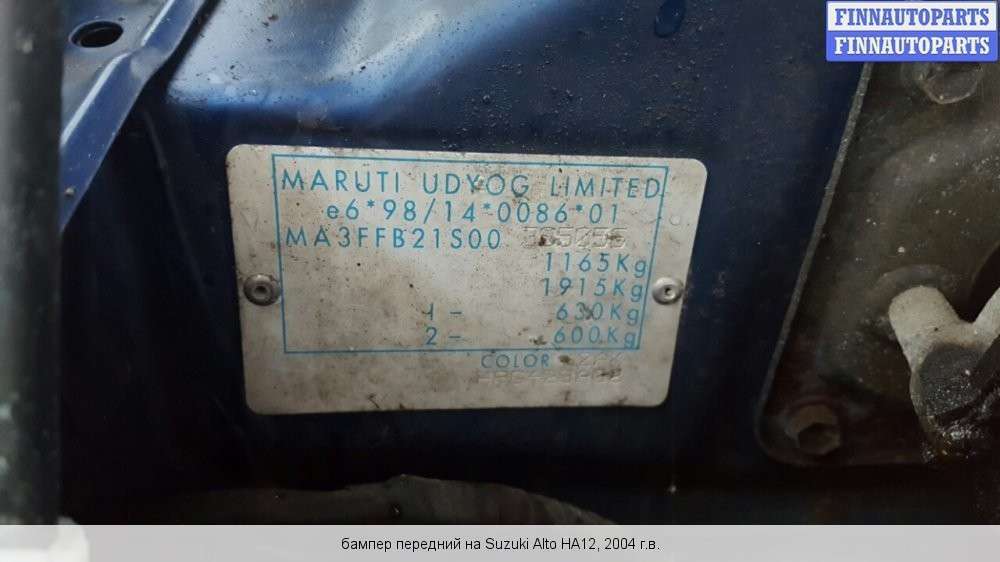 FINNAUTOPARTS
FINNAUTOPARTS
MARUTI UDYOG LIMITED
e6*98/14*0086*01
MA3FFB21S00
1165Kg
1915Kg
1- 630Kg
2- 600Kg
COLOR
бампер передний на Suzuki Alto HA12, 2004 г.в.